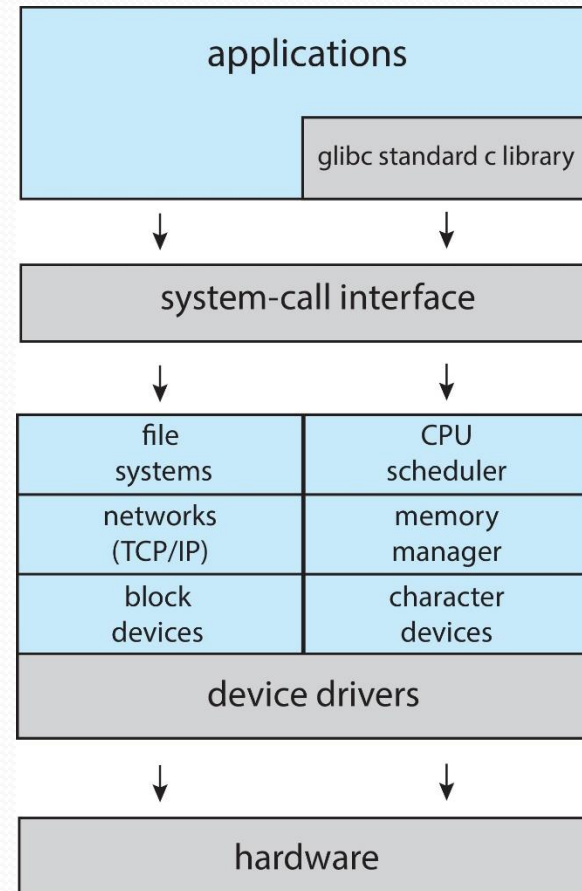 applications
glibc standard c library
system-call interface
file
systems
CPU
scheduler
networks
(TCP/IP)
memory
manager
block
devices
character
devices
device drivers
hardware